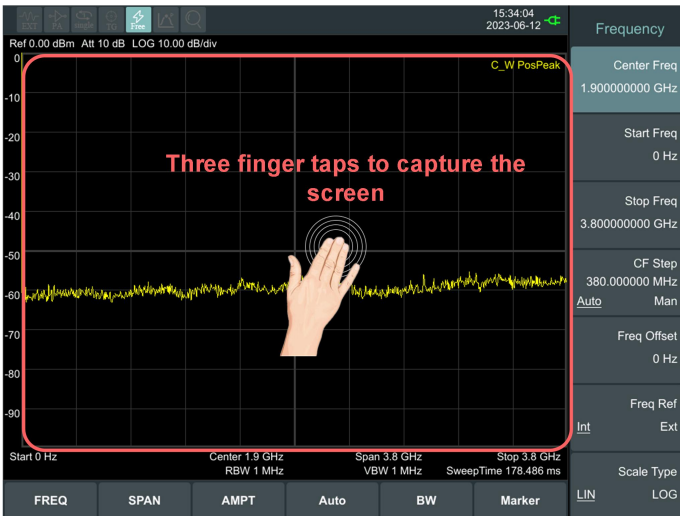 EXT
PA
Single
TG
Free
15:34:04
2023-06-12
Ref 0.00 dBm Att 10 dB LOG 10.00 dB/div
C_W PosPeak
0
-10
-20
-30
-40
-50
-60
-70
-80
-90
Three finger taps to capture the
screen
Start 0 Hz
Center 1.9 GHz
Span 3.8 GHz
Stop 3.8 GHz
RBW 1 MHz
VBW 1 MHz
SweepTime 178.486 ms
FREQ
SPAN
AMPT
Auto
BW
Marker
Frequency
Center Freq
1.900000000 GHz
Start Freq
0 Hz
Stop Freq
3.800000000 GHz
CF Step
380.000000 MHz
Auto Man
Freq Offset
0 Hz
Freq Ref
Int Ext
Scale Type
LIN LOG